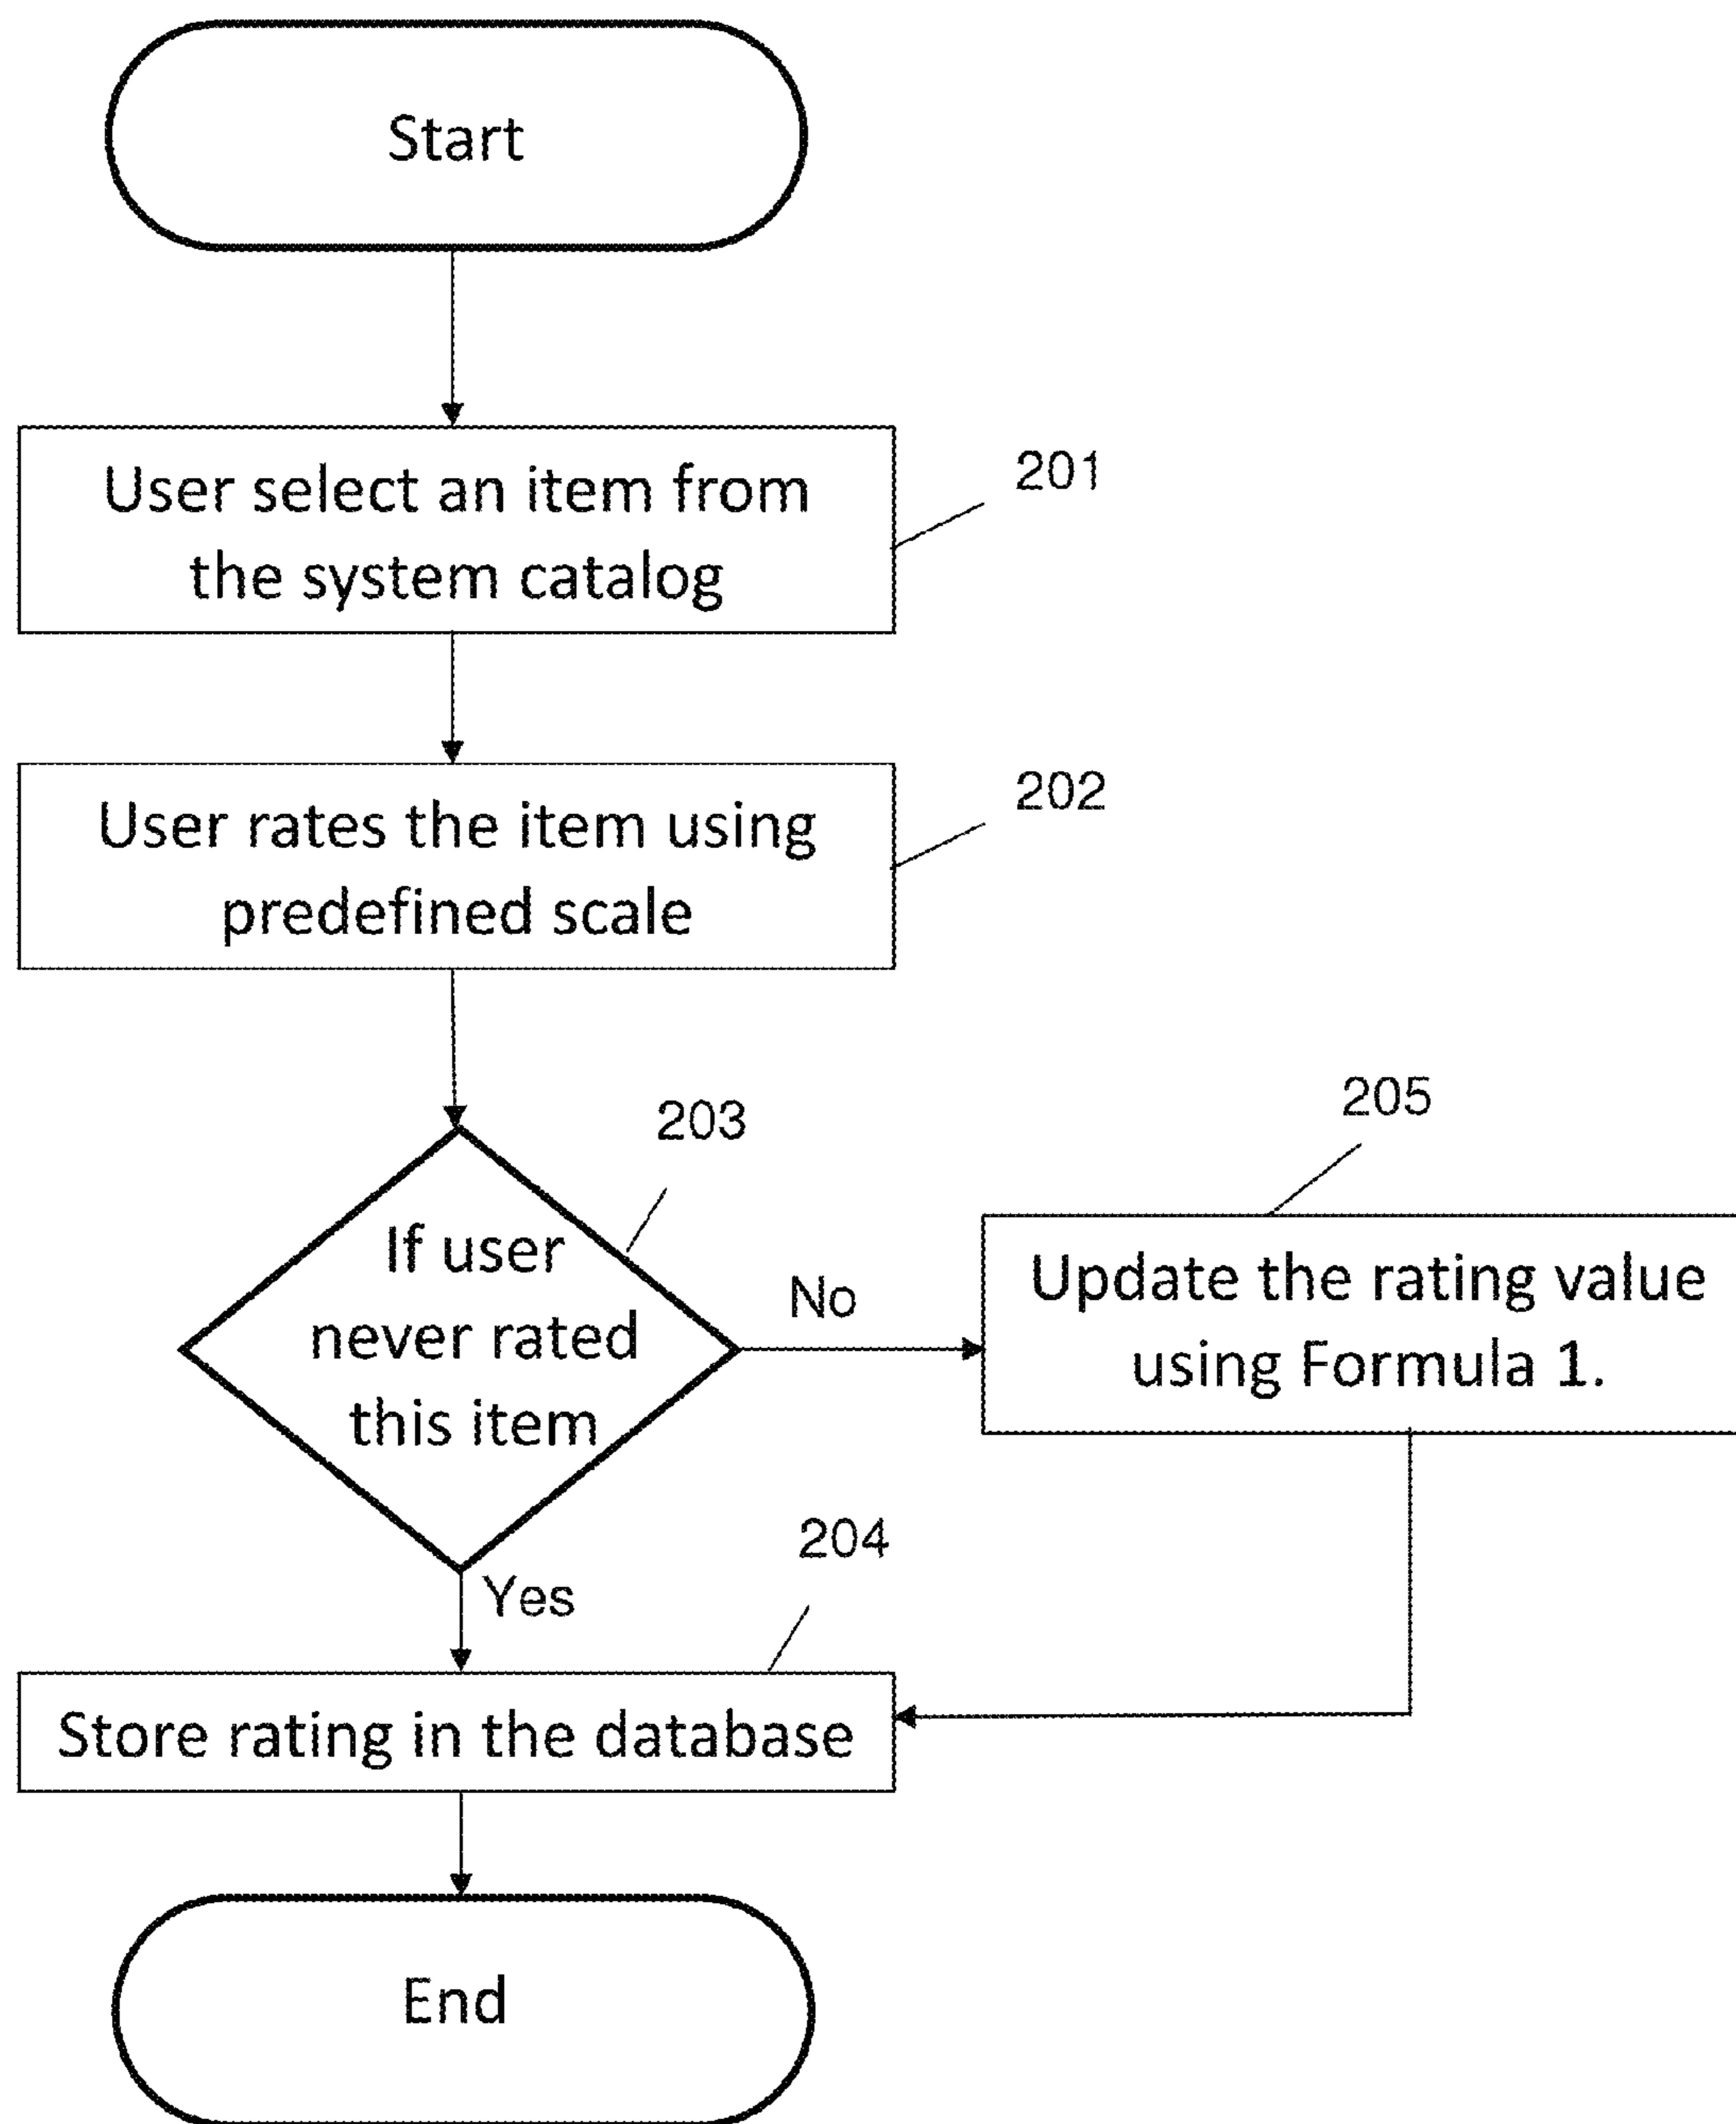 Start
User select an item from
the system catalog
201
User rates the item using
predefined scale
202
203
If user
never rated
this item
No
205
Update the rating value
using Formula 1.
Yes
204
Store rating in the database
End